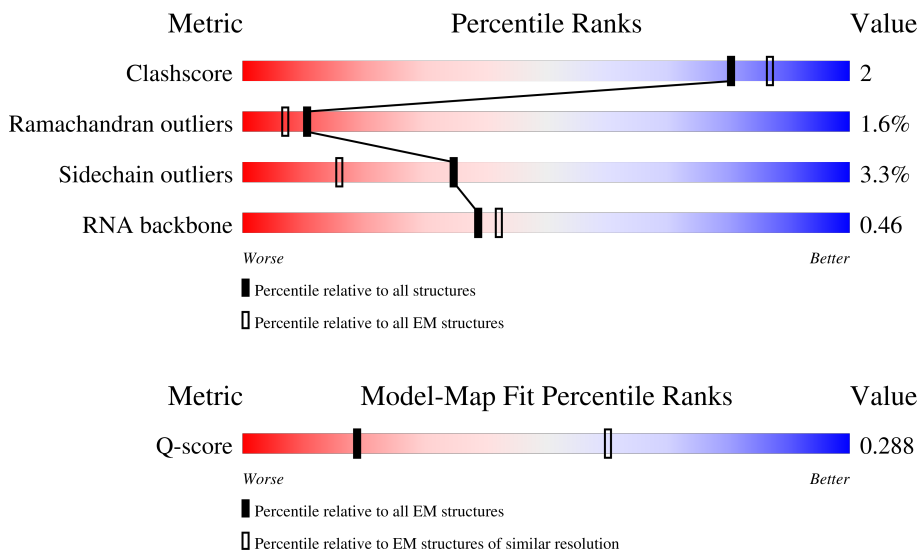 Metric Percentile Ranks Value
Clashscore 2
Ramachandran outliers 1.6%
Sidechain outliers 3.3%
RNA backbone 0.46
Worse Better
Percentile relative to all structures
Percentile relative to all EM structures
Metric Model-Map Fit Percentile Ranks Value
Q-score 0.288
Worse Better
Percentile relative to all EM structures
Percentile relative to EM structures of similar resolution